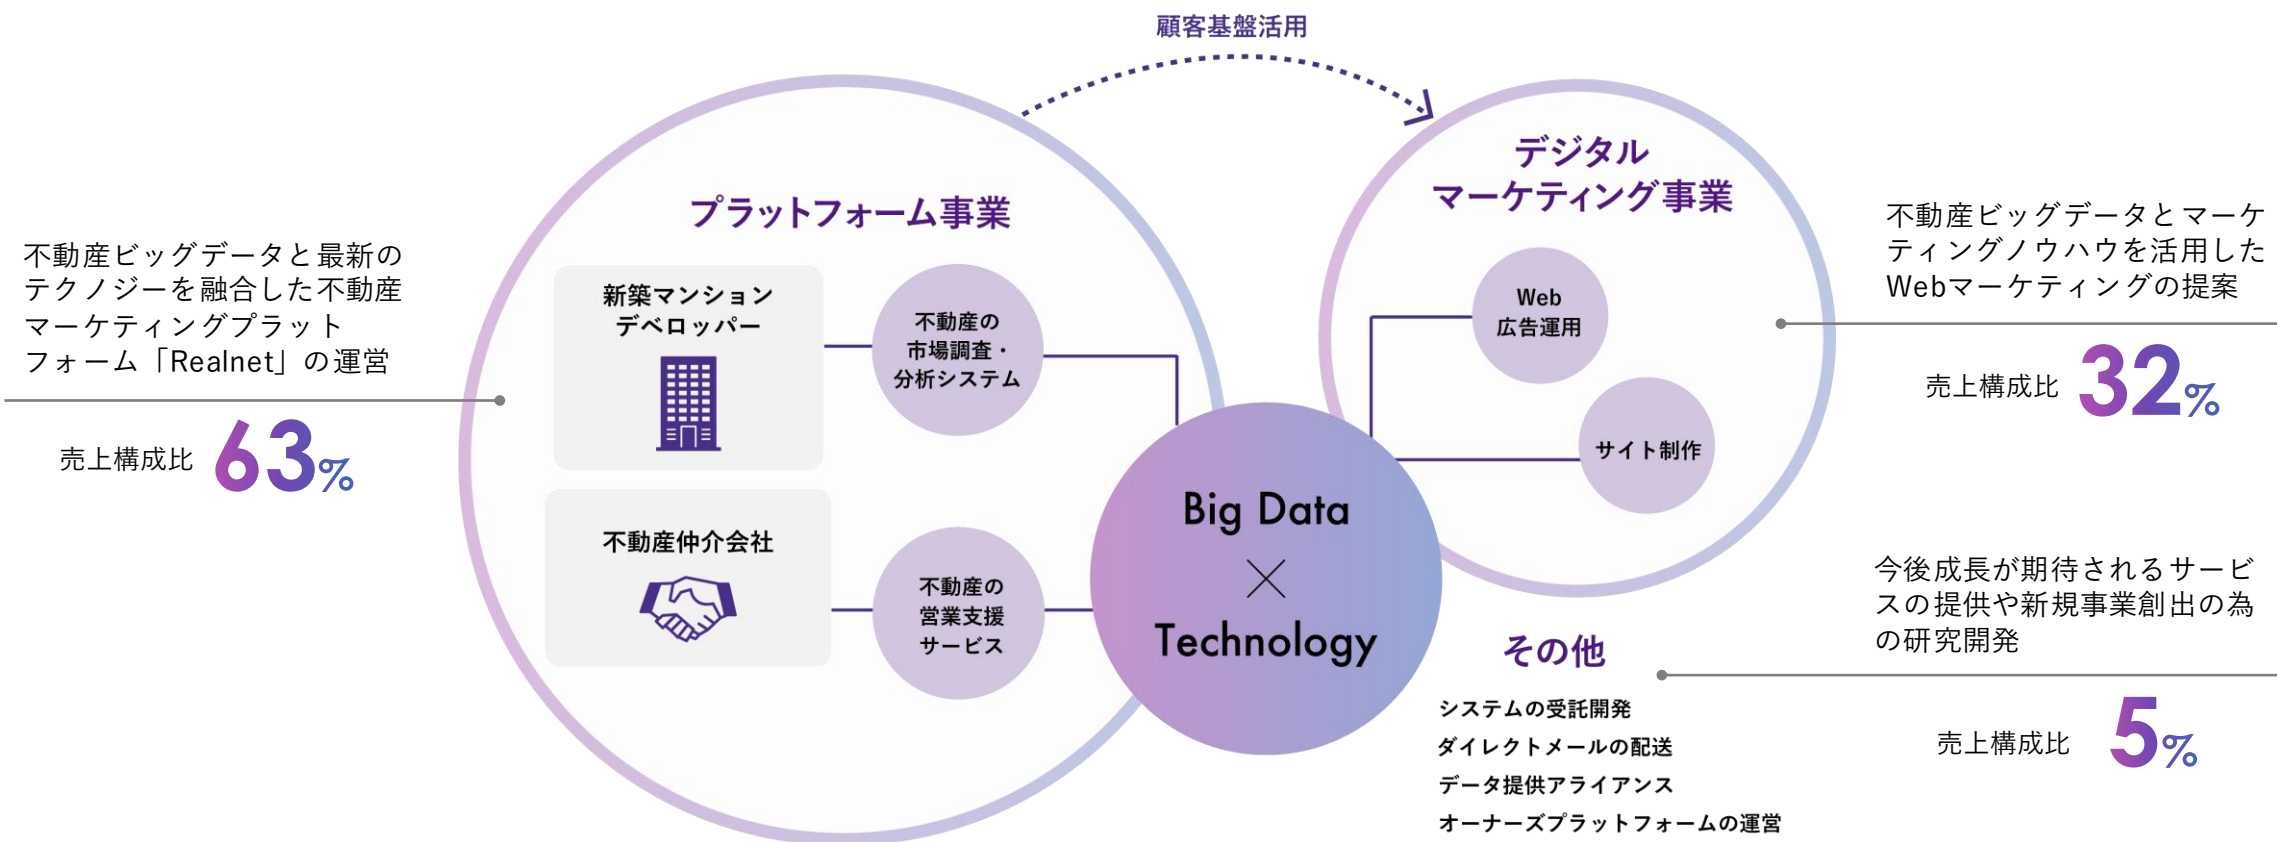 顧客基盤活用
プラットフォーム事業
不動産ビッグデータと最新の
テクノジーを融合した不動産
マーケティングプラット
フォーム「Realnet」の運営
売上構成比 63%
新築マンション
デベロッパー
不動産の
市場調査・
分析システム
不動産仲介会社
不動産の
営業支援
サービス
Big Data
×
Technology
デジタル
マーケティング事業
Web
広告運用
サイト制作
不動産ビッグデータとマーケ
ティングノウハウを活用した
Webマーケティングの提案
売上構成比 32%
その他
システムの受託開発
ダイレクトメールの配送
データ提供アライアンス
オーナーズプラットフォームの運営
今後成長が期待されるサービ
スの提供や新規事業創出の為
の研究開発
売上構成比 5%